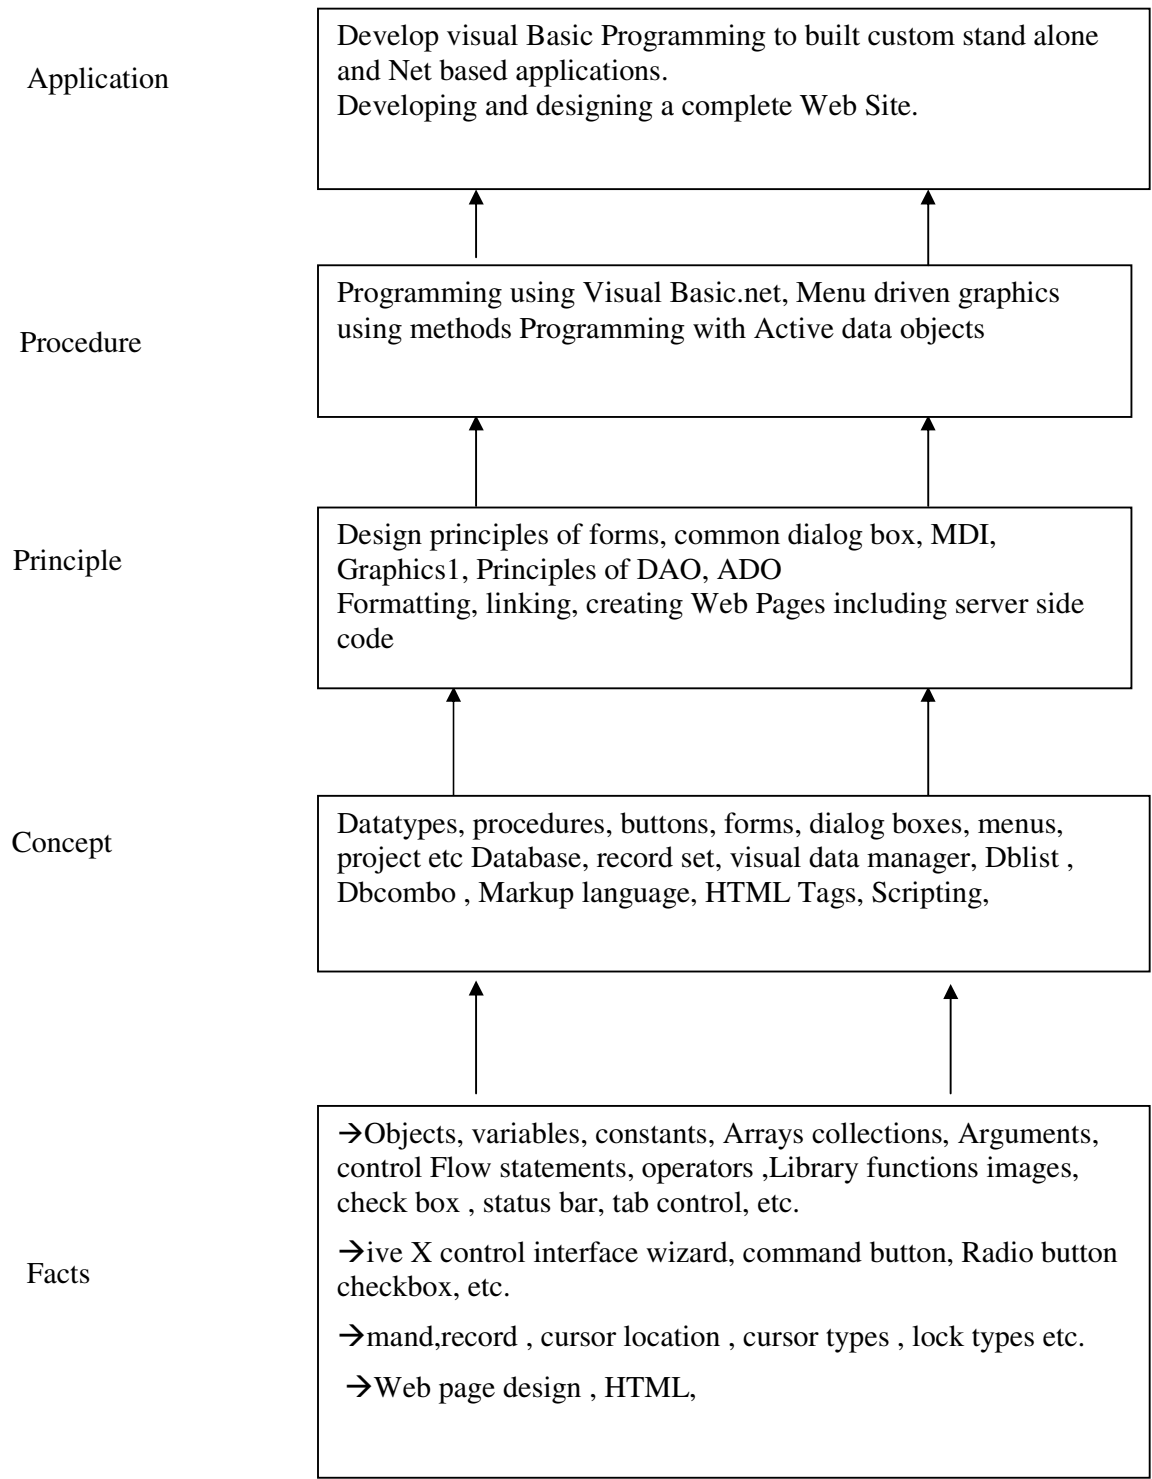 Application
Develop visual Basic Programming to built custom stand alone
and Net based applications.
Developing and designing a complete Web Site.
Procedure
Programming using Visual Basic.net, Menu driven graphics
using methods Programming with Active data objects
Principle
Design principles of forms, common dialog box, MDI,
Graphics1, Principles of DAO, ADO
Formatting, linking, creating Web Pages including server side
code
Concept
Datatypes, procedures, buttons, forms, dialog boxes, menus,
project etc Database, record set, visual data manager, Dblist ,
Dbcombo , Markup language, HTML Tags, Scripting,
Facts
→Objects, variables, constants, Arrays collections, Arguments,
control Flow statements, operators ,Library functions images,
check box , status bar, tab control, etc.
→ive X control interface wizard, command button, Radio button
checkbox, etc.
→mand,record , cursor location , cursor types , lock types etc.
→Web page design , HTML,